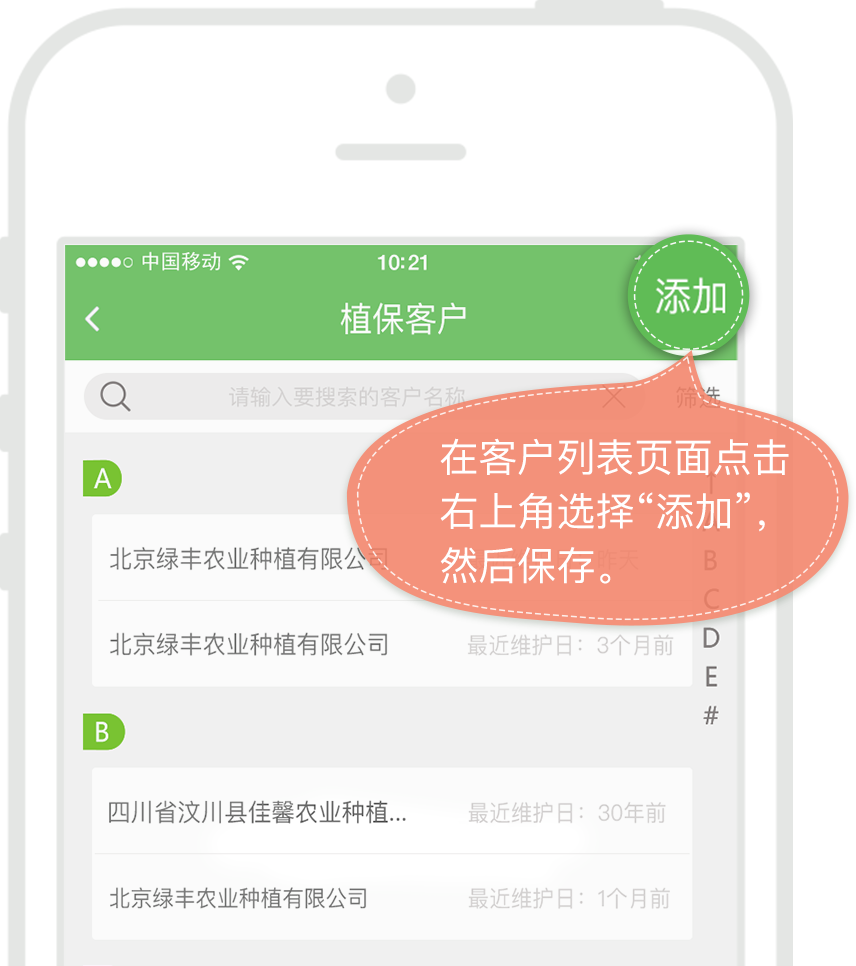 中国移动 10:21
植保客户
添加
请输入要搜索的客户名称
筛选
在客户列表页面点击
右上角选择“添加”，
然后保存。
A
北京绿丰农业种植有限公司 昨天
北京绿丰农业种植有限公司 最近维护日：3个月前
B
C
D
E
#
B
四川省汶川县佳馨农业种植... 最近维护日：30年前
北京绿丰农业种植有限公司 最近维护日：1个月前